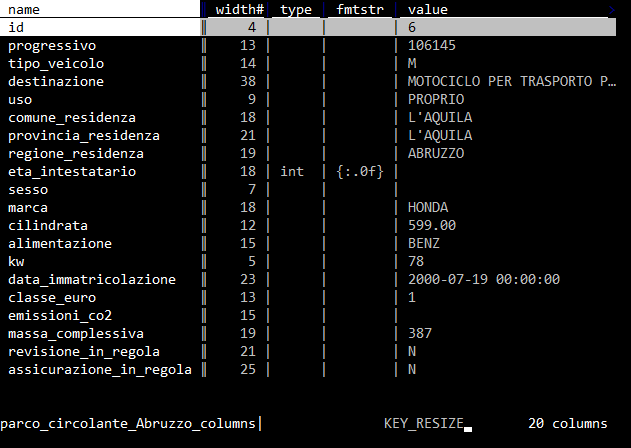 name width# type fmtstr value
id 4 6
progressivo 13 106145
tipo_veicolo 14 M
destinazione 38 MOTOCICLO PER TRASPORTO P…
uso 9 PROPRIO
comune_residenza 18 L'AQUILA
provincia_residenza 21 L'AQUILA
regione_residenza 19 ABRUZZO
eta_intestatario 18 int {:.0f}
sesso 7
marca 18 HONDA
cilindrata 12 599.00
alimentazione 15 BENZ
kw 5 78
data_immatricolazione 23 2000-07-19 00:00:00
classe_euro 13 1
emissioni_co2 15
massa_complessiva 19 387
revisione_in_regola 21 N
assicurazione_in_regola 25 N
parco_circolante_Abruzzo_columns| KEY_RESIZE 20 columns